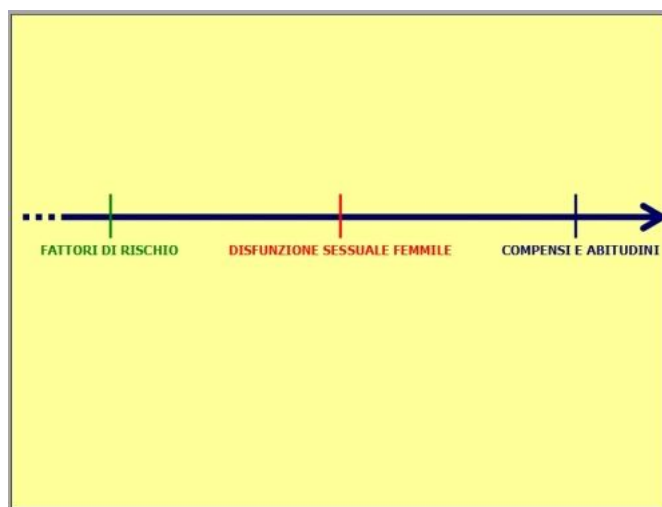 FATTORI DI RISCHIO
DISFUNZIONE SESSUALE FEMMILE
COMPENSI E ABITUDINI